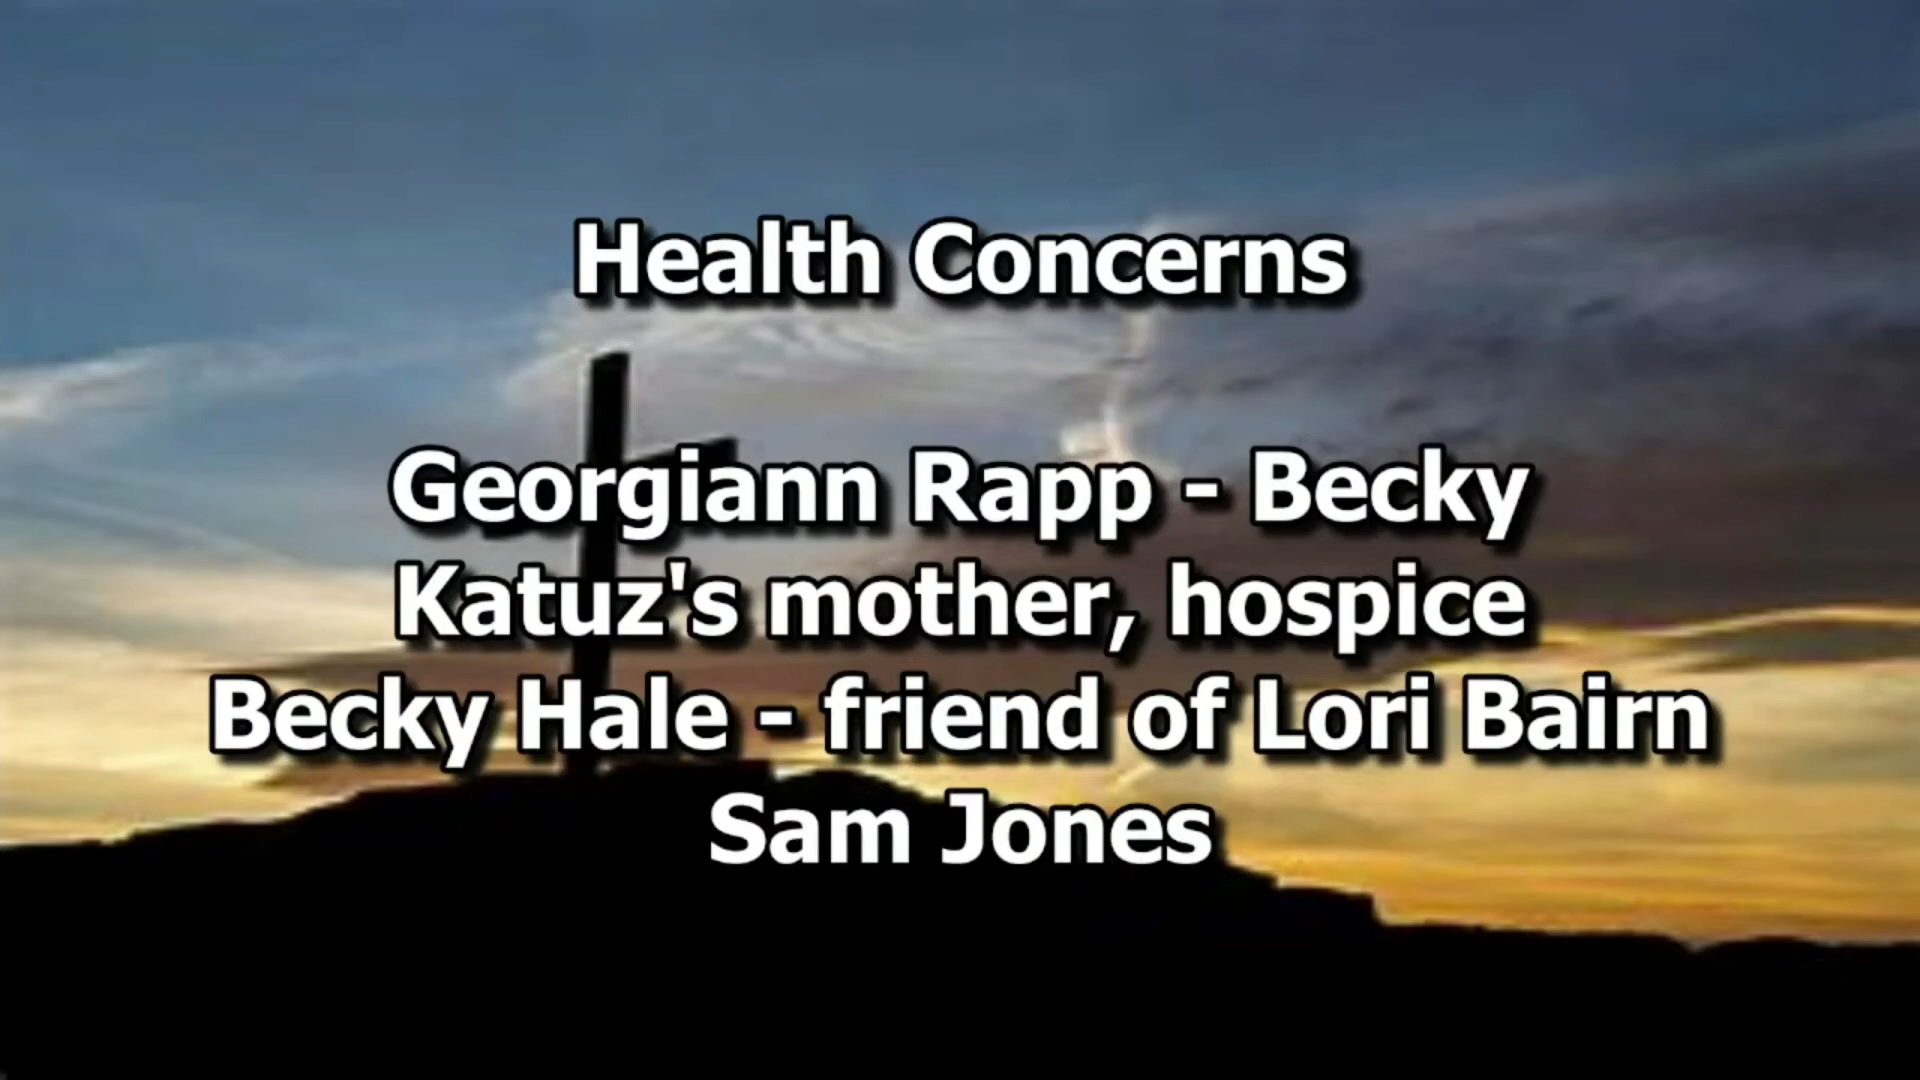 Health Concerns
Georgiann Rapp - Becky
Katuz's mother, hospice
Becky Hale - friend of Lori Bairn
Sam Jones